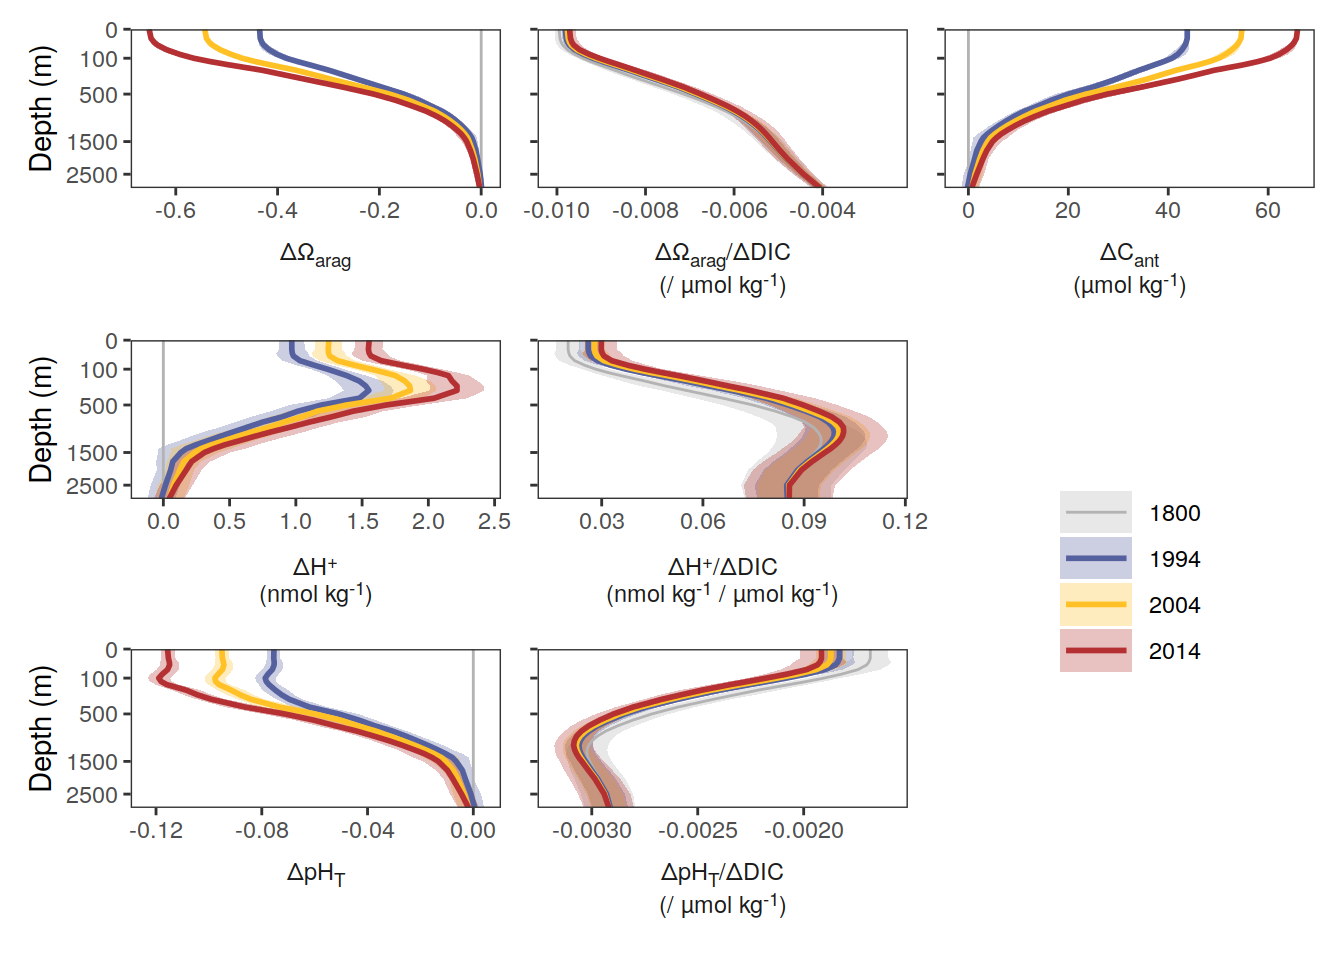 Depth (m)
0
100
500
1500
2500
-0.6 -0.4 -0.2 0.0
ΔΩarag
-0.010 -0.008 -0.006 -0.004
ΔΩarag/ΔDIC
(/ μmol kg-1)
0 20 40 60
ΔCant
(μmol kg-1)
Depth (m)
0
100
500
1500
2500
0.0 0.5 1.0 1.5 2.0 2.5
ΔH+
(nmol kg-1)
0.03 0.06 0.09 0.12
ΔH+/ΔDIC
(nmol kg-1 / μmol kg-1)
1800
1994
2004
2014
Depth (m)
0
100
500
1500
2500
-0.12 -0.08 -0.04 0.00
ΔpHT
-0.0030 -0.0025 -0.0020
ΔpHT/ΔDIC
(/ μmol kg-1)